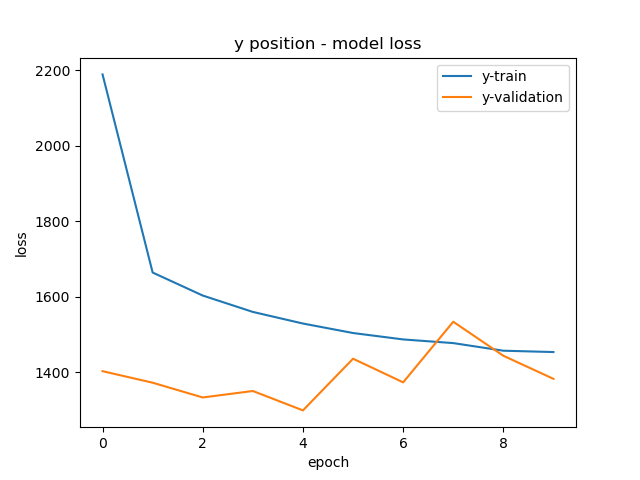 y position - model loss
y-train
y-validation
2200
2000
1800
1600
1400
loss
0 2 4 6 8
epoch